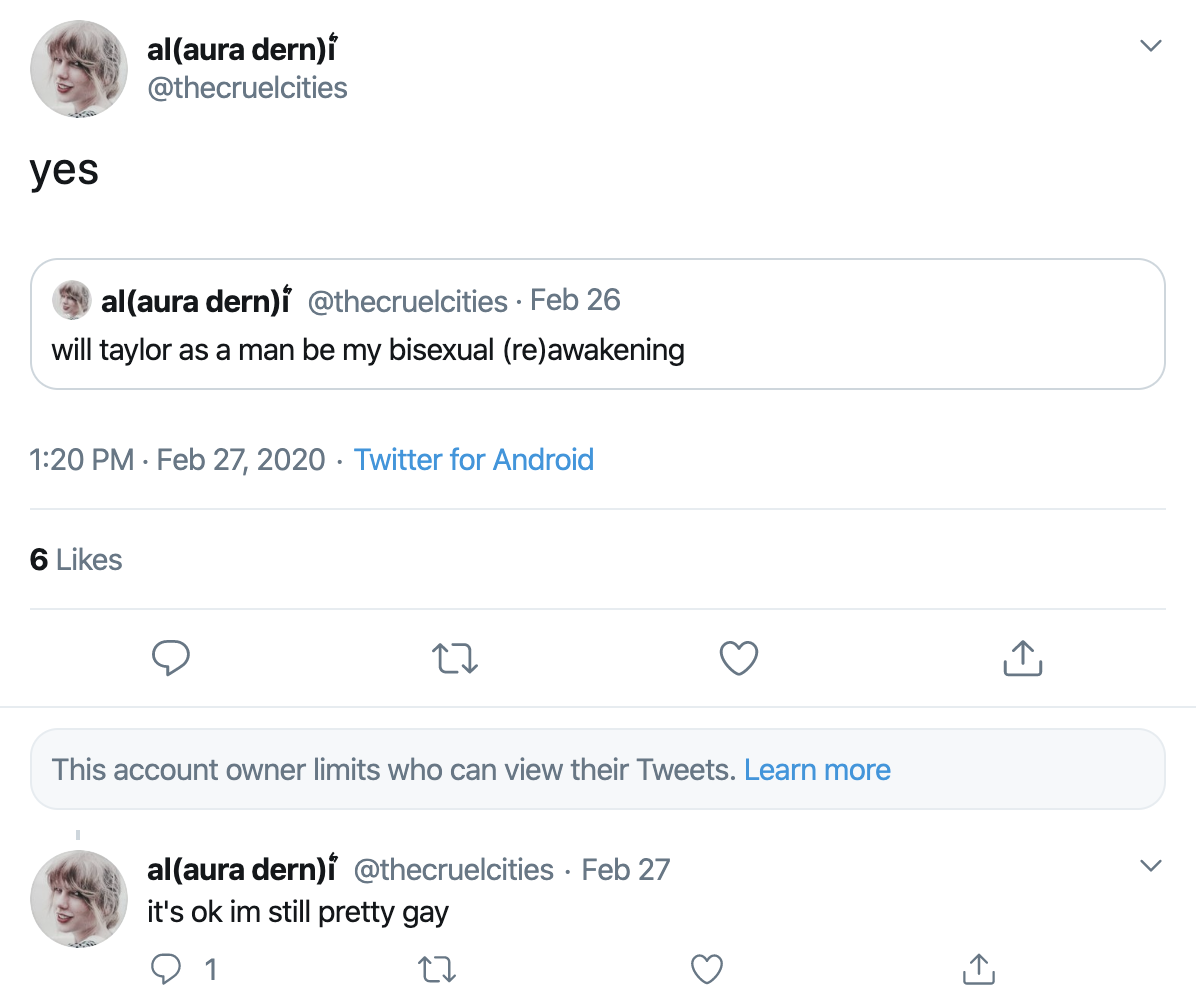 al(aura dern)í
@thecruelcities
yes
al(aura dern)í @thecruelcities · Feb 26
will taylor as a man be my bisexual (re)awakening
1:20 PM · Feb 27, 2020 · Twitter for Android
6 Likes
This account owner limits who can view their Tweets. Learn more
al(aura dern)í @thecruelcities · Feb 27
it's ok im still pretty gay
1